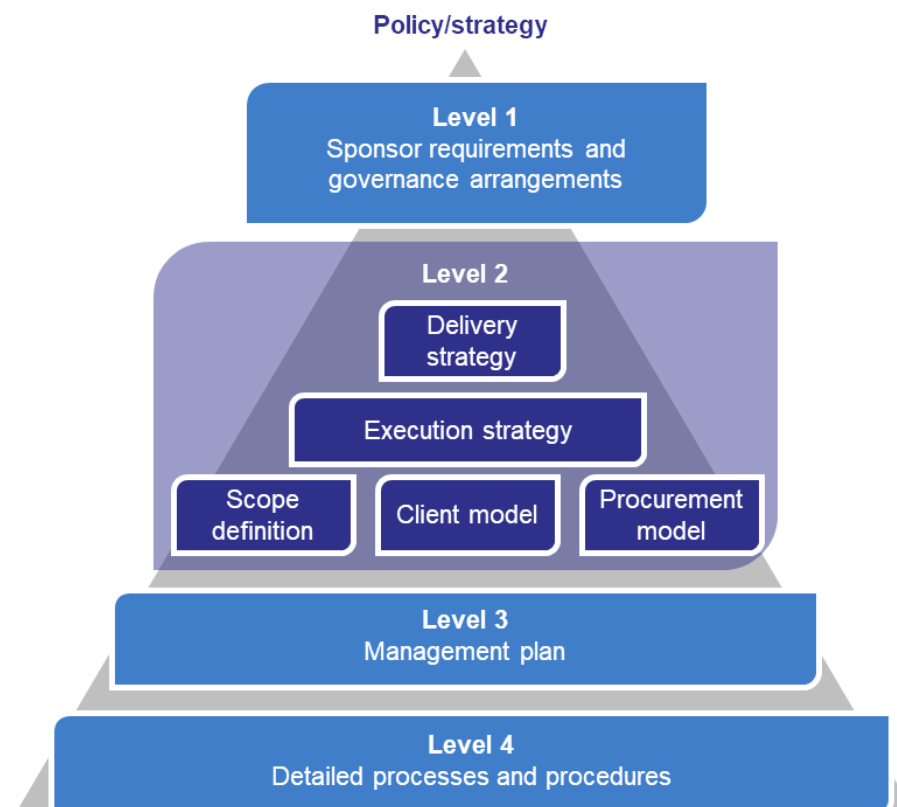 Policy/strategy
Level 1
Sponsor requirements and
governance arrangements
Level 2
Delivery
strategy
Execution strategy
Scope
definition
Client model
Procurement
model
Level 3
Management plan
Level 4
Detailed processes and procedures